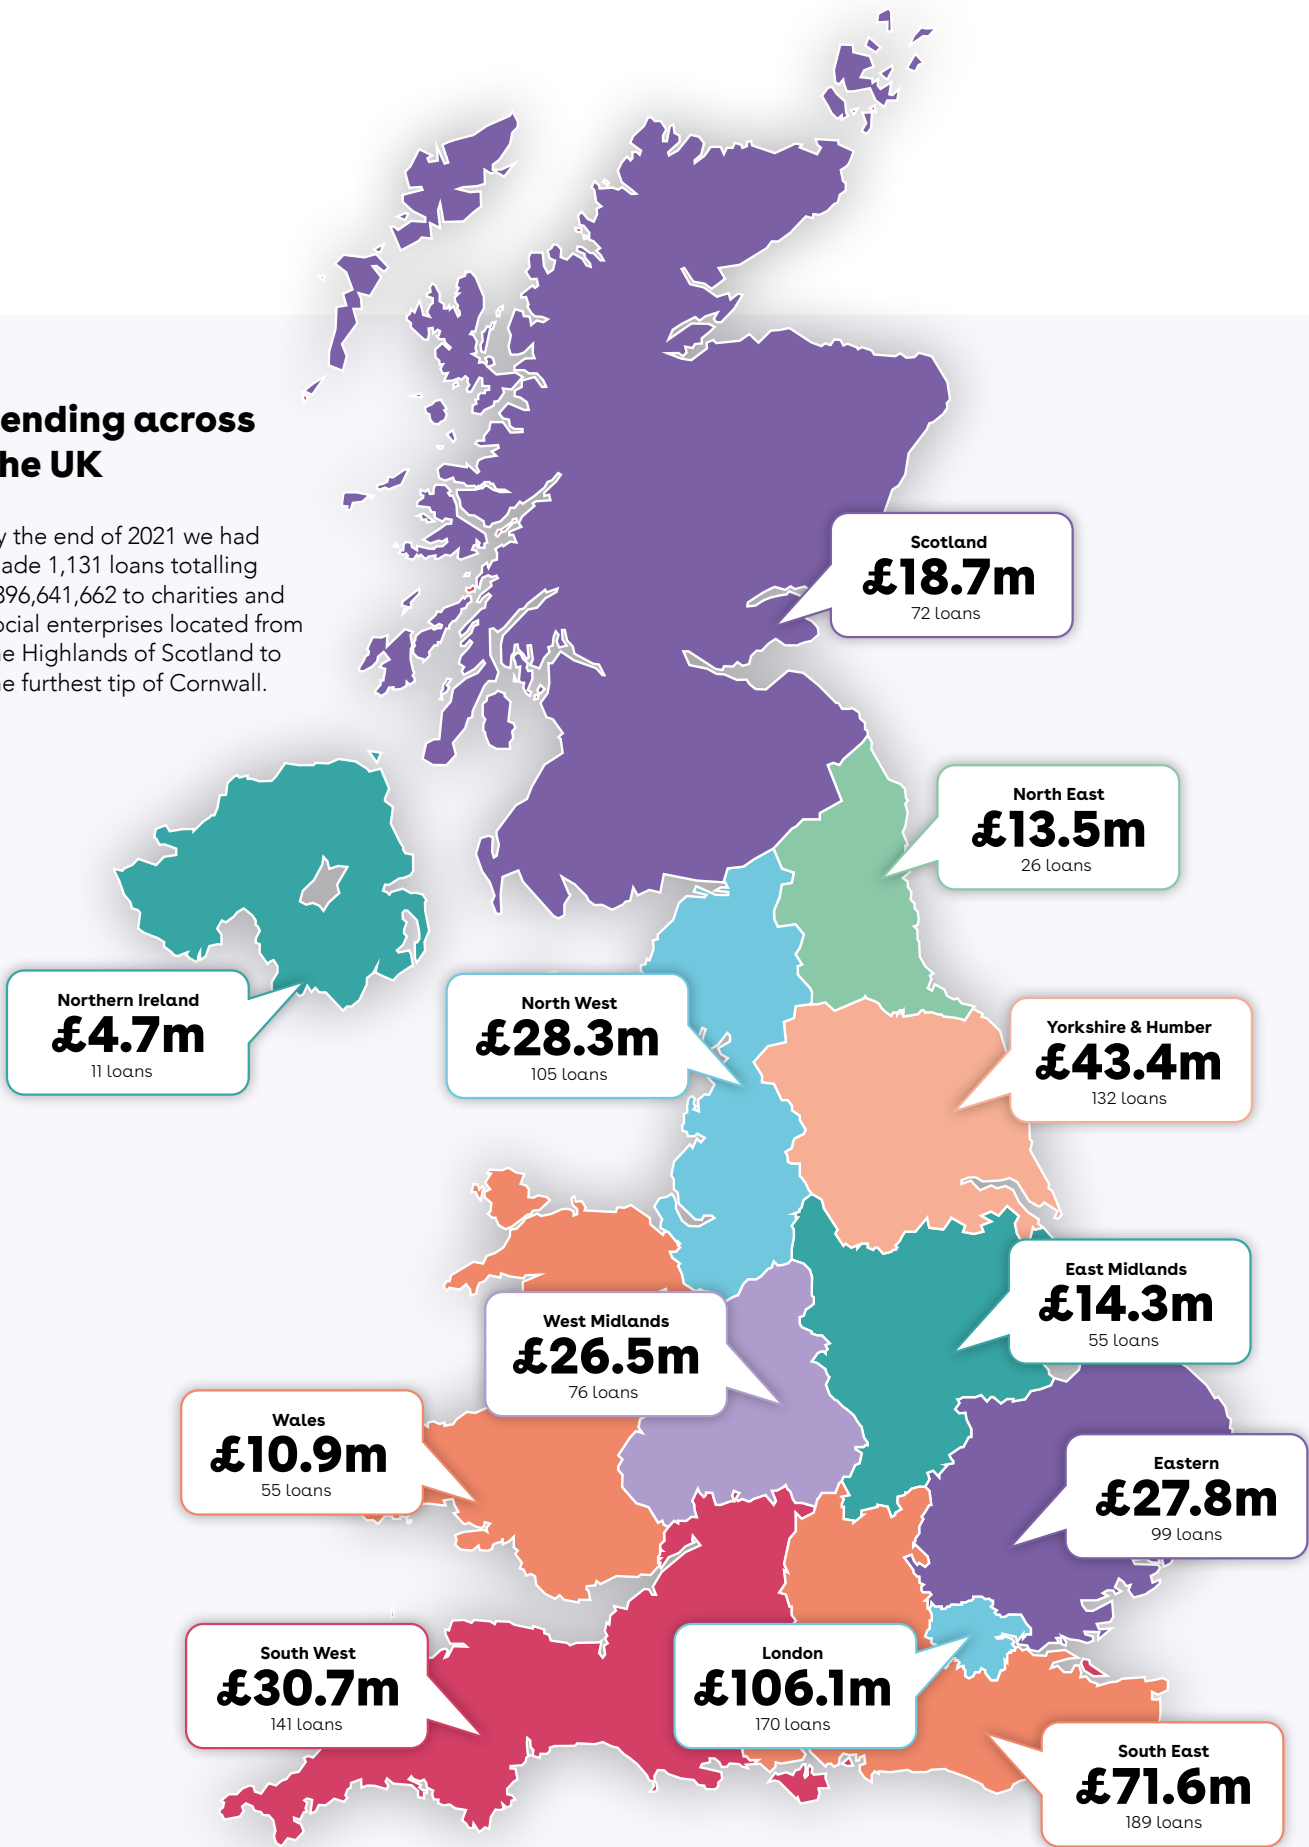 ending across
he UK
y the end of 2021 we had
ade 1,131 loans totalling
396,641,662 to charities and
ocial enterprises located from
e Highlands of Scotland to
e furthest tip of Cornwall.
Scotland
£18.7m
72 loans
North East
£13.5m
26 loans
Northern Ireland
£4.7m
11 loans
North West
£28.3m
105 loans
Yorkshire & Humber
£43.4m
132 loans
East Midlands
£14.3m
55 loans
West Midlands
£26.5m
76 loans
Wales
£10.9m
55 loans
Eastern
£27.8m
99 loans
South West
£30.7m
141 loans
London
£106.1m
170 loans
South East
£71.6m
189 loans